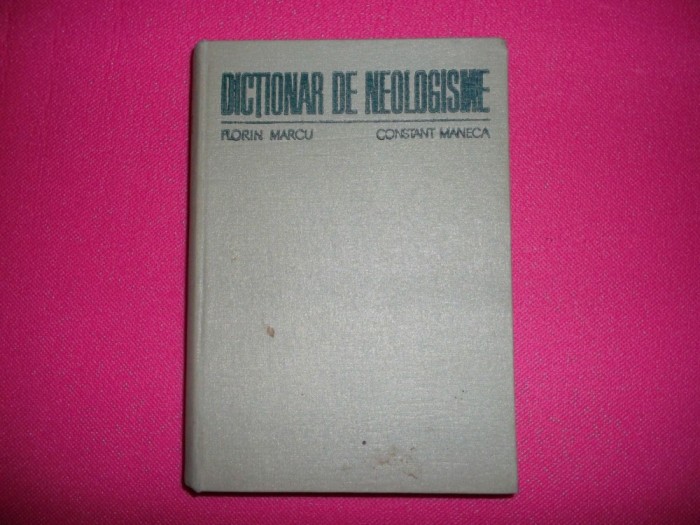 DICȚIONAR DE NEOLOGISME
FLORIN MARCU CONSTANT MANECA